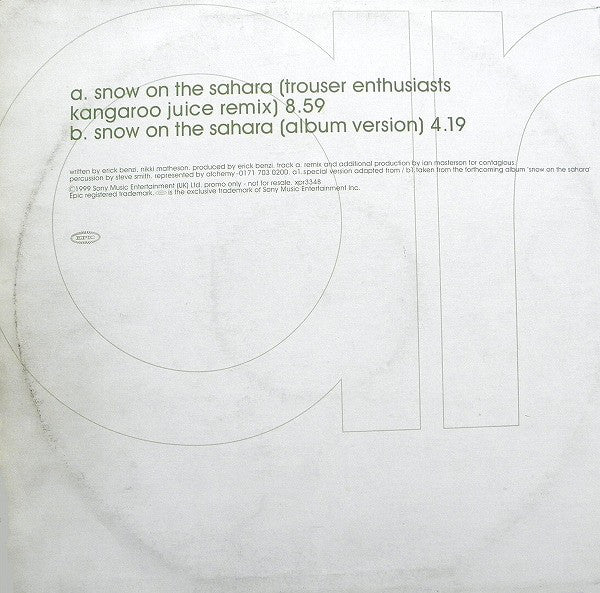 a. snow on the sahara (trouser enthusiasts
kangaroo juice remix) 8.59
b. snow on the sahara (album version) 4.19
written by erick benzi, nikki matheson. produced by erick benzi, track a. remix and additional production by ian masterson for contagious.
percussion by steve smith, represented by alchemy - 0171 703 0200. a1. special version adapted from / b1 taken from the forthcoming album 'snow on the sahara'
©1999 Sony Music Entertainment (UK) Ltd. promo only - not for resale. xpr3348
Epic registered trademark. is the exclusive trademark of Sony Music Entertainment Inc.
EPIC
ar